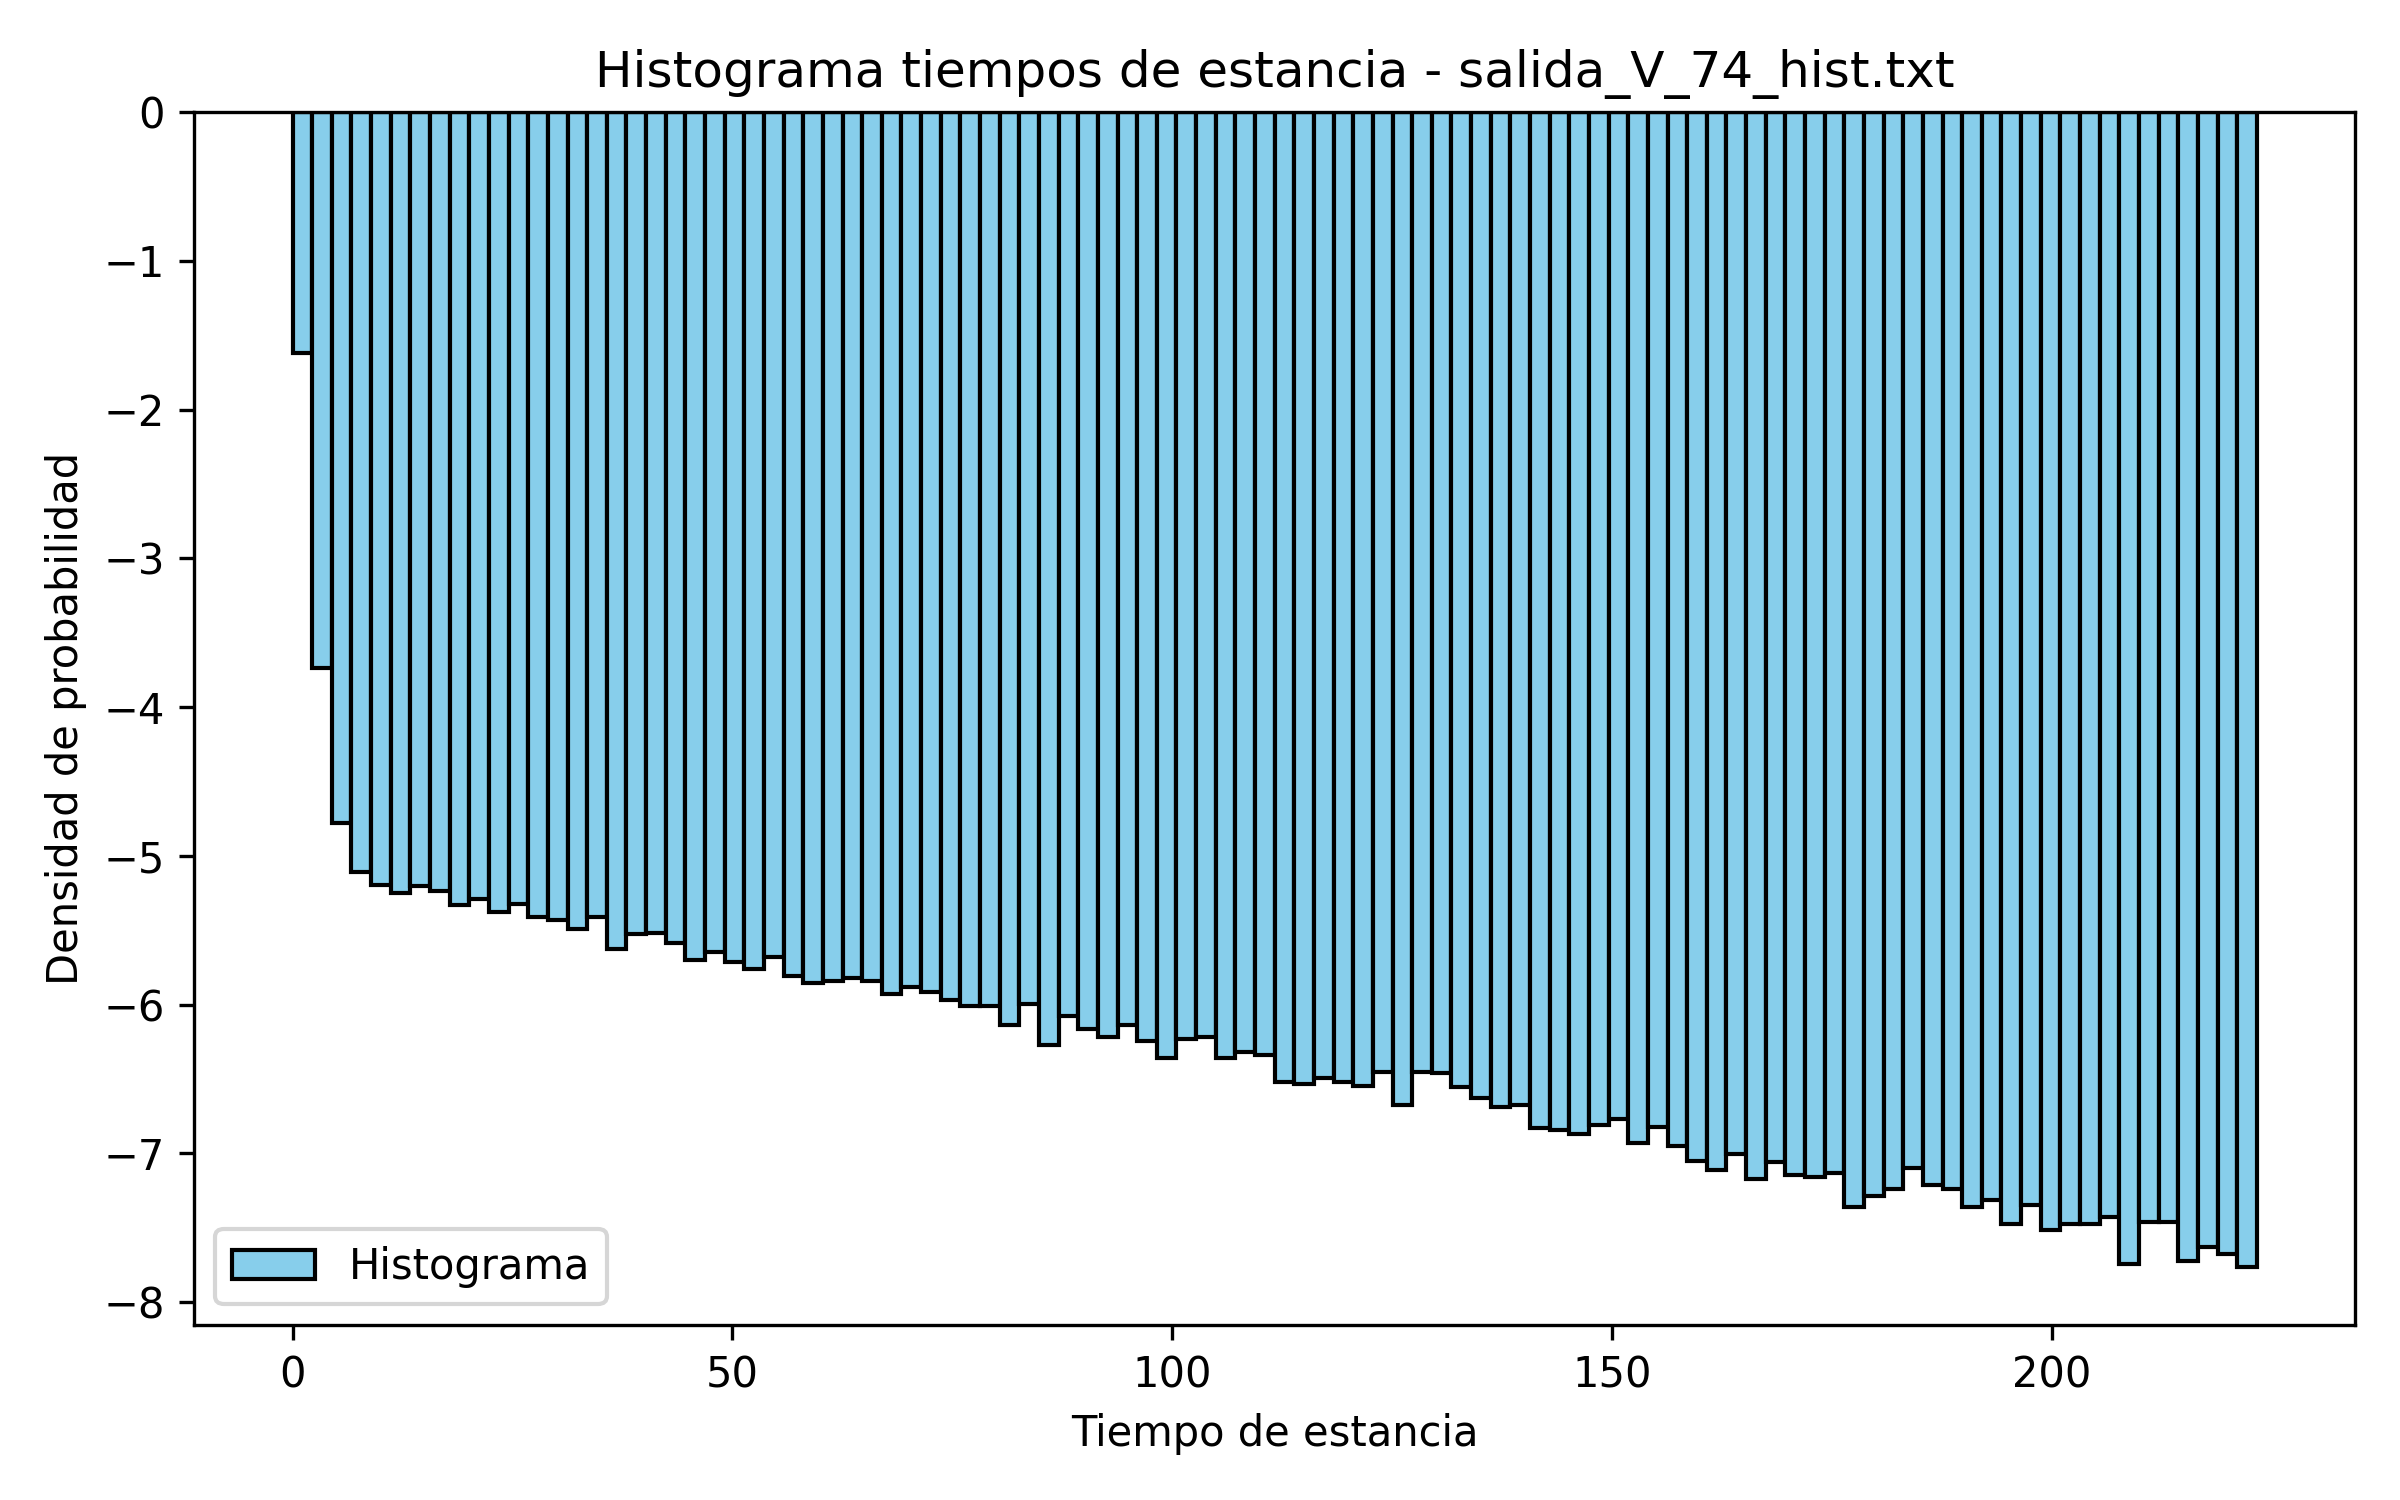 Histograma tiempos de estancia - salida_V_74_hist.txt
0
−1
−2
−3
−4
−5
−6
−7
−8
Densidad de probabilidad
Histograma
0 50 100 150 200
Tiempo de estancia